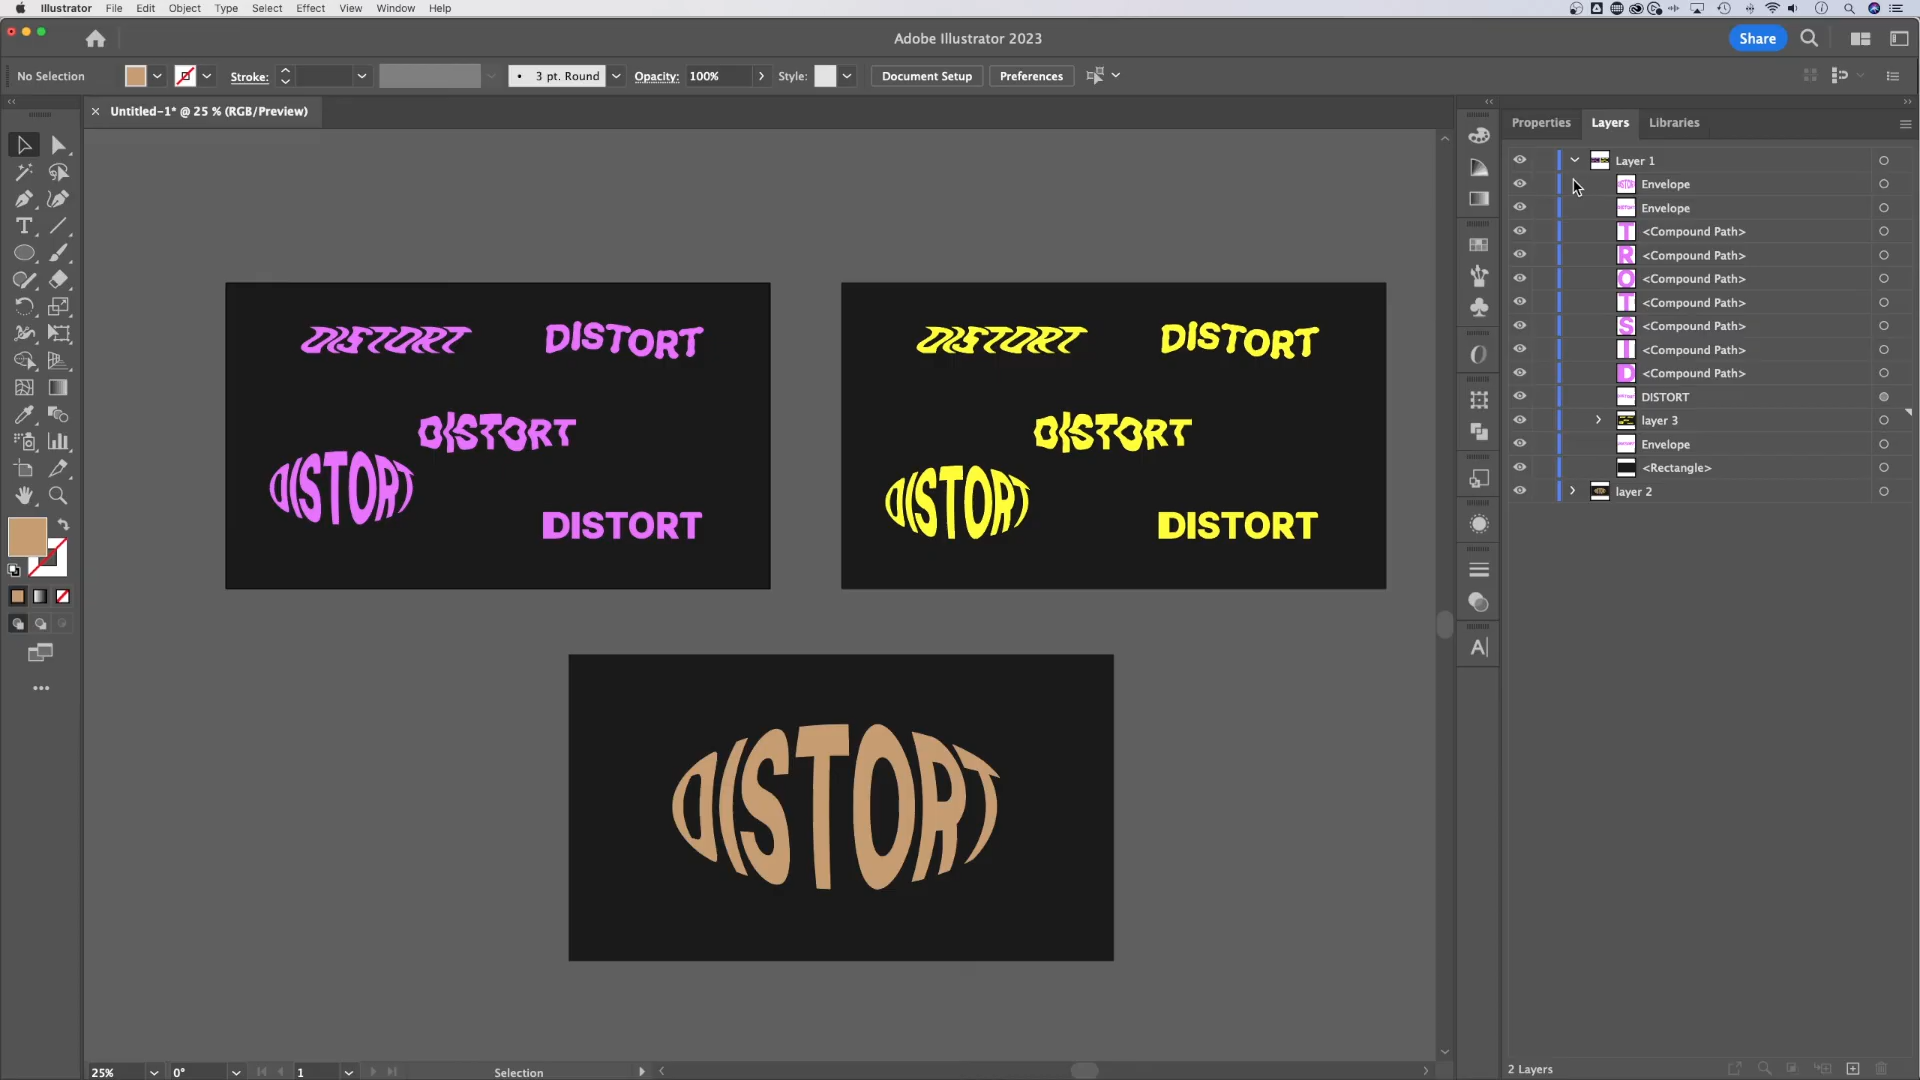 Illustrator File Edit Object Type Select Effect View Window Help
Adobe Illustrator 2023
Share
No Selection
Stroke:
3 pt. Round
Opacity: 100%
Style:
Document Setup
Preferences
Untitled-1* @ 25 % (RGB/Preview)
Properties Layers Libraries
Layer 1
Envelope
Envelope
<Compound Path>
<Compound Path>
<Compound Path>
<Compound Path>
<Compound Path>
<Compound Path>
<Compound Path>
DISTORT
layer 3
Envelope
<Rectangle>
layer 2
DISTORT DISTORT
DISTORT
DISTORT
DISTORT
DISTORT DISTORT
DISTORT
DISTORT
DISTORT
DISTORT
25% 0° 1 Selection
2 Layers